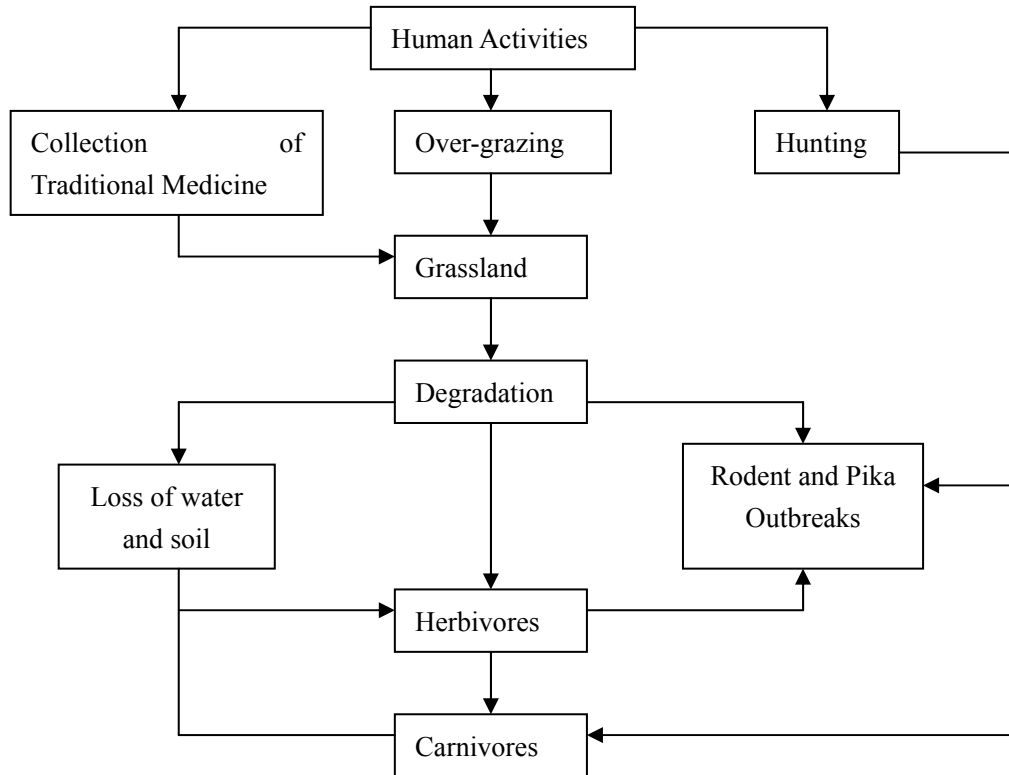 Human Activities
Collection of
Traditional Medicine
Over-grazing
Hunting
Grassland
Degradation
Loss of water
and soil
Rodent and Pika
Outbreaks
Herbivores
Carnivores